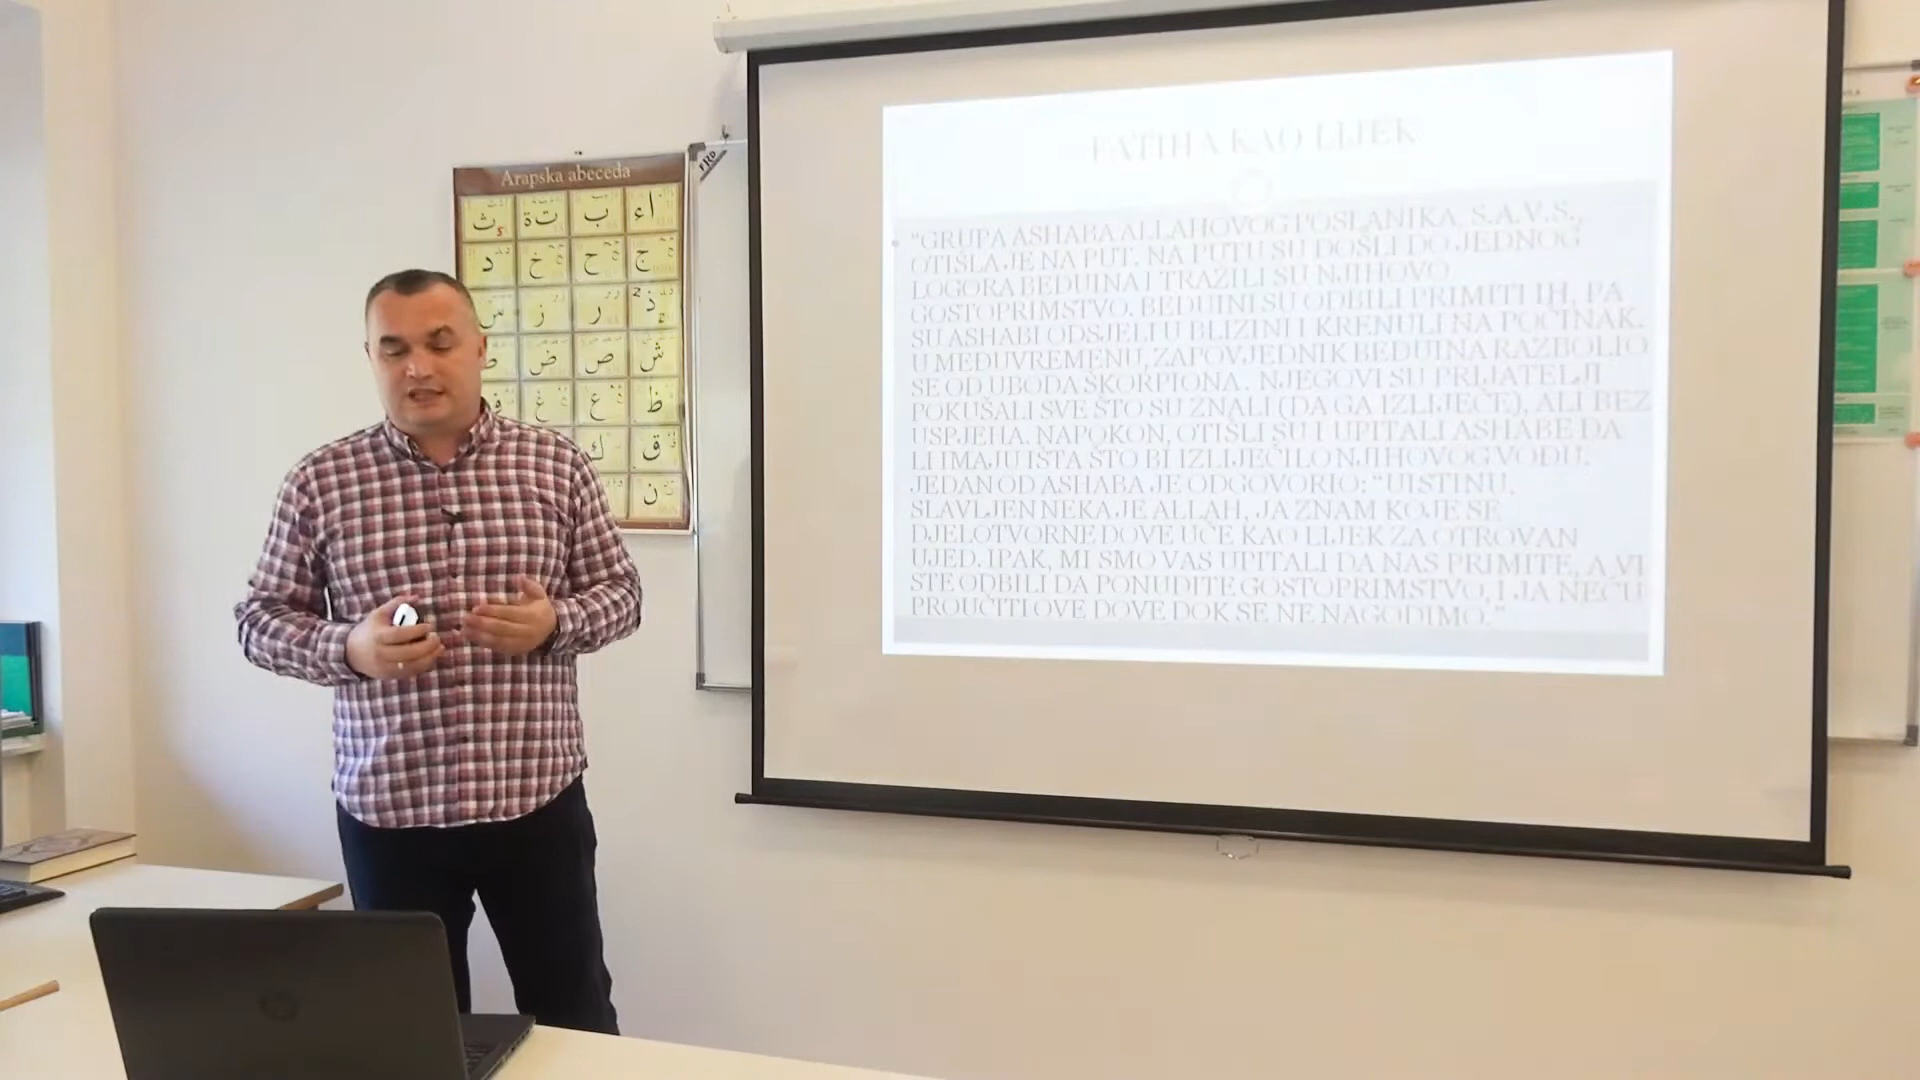 Arapska abeceda
ث ت ة ب ا ء
د خ ح ج
س ز ر ذ
ض ص ش
غ ع ظ
ك ق
ن
FATIHA KAO LIJEK
"GRUPA ASHABA ALLAHOVOG POSLANIKA, S.A.V.S.,
OTIŠLA JE NA PUT. NA PUTU SU DOŠLI DO JEDNOG
LOGORA BEDUINA I TRAŽILI SU NJIHOVO
GOSTOPRIMSTVO. BEDUINI SU ODBILI PRIMITI IH, PA
SU ASHABI ODSJELI U BLIZINI I KRENULI NA POČINAK.
U MEĐUVREMENU, ZAPOVJEDNIK BEDUINA RAZBOLIO
SE OD UBODA ŠKORPIONA. NJEGOVI SU PRIJATELJI
POKUŠALI SVE ŠTO SU ZNALI (DA GA IZLIJEČE), ALI BEZ
USPJEHA. NAPOKON, OTIŠLI SU I UPITALI ASHABE DA
LI IMAJU IŠTA ŠTO BI IZLIJEČILO NJIHOVOG VOĐU.
JEDAN OD ASHABA JE ODGOVORIO: "UISTINU,
SLAVLJEN NEKA JE ALLAH, JA ZNAM KOJE SE
DJELOTVORNE DOVE UČE KAO LIJEK ZA OTROVAN
UJED. IPAK, MI SMO VAS UPITALI DA NAS PRIMITE, A VI
STE ODBILI DA PONUDITE GOSTOPRIMSTVO, I JA NEĆU
PROUČITI OVE DOVE DOK SE NE NAGODIMO."